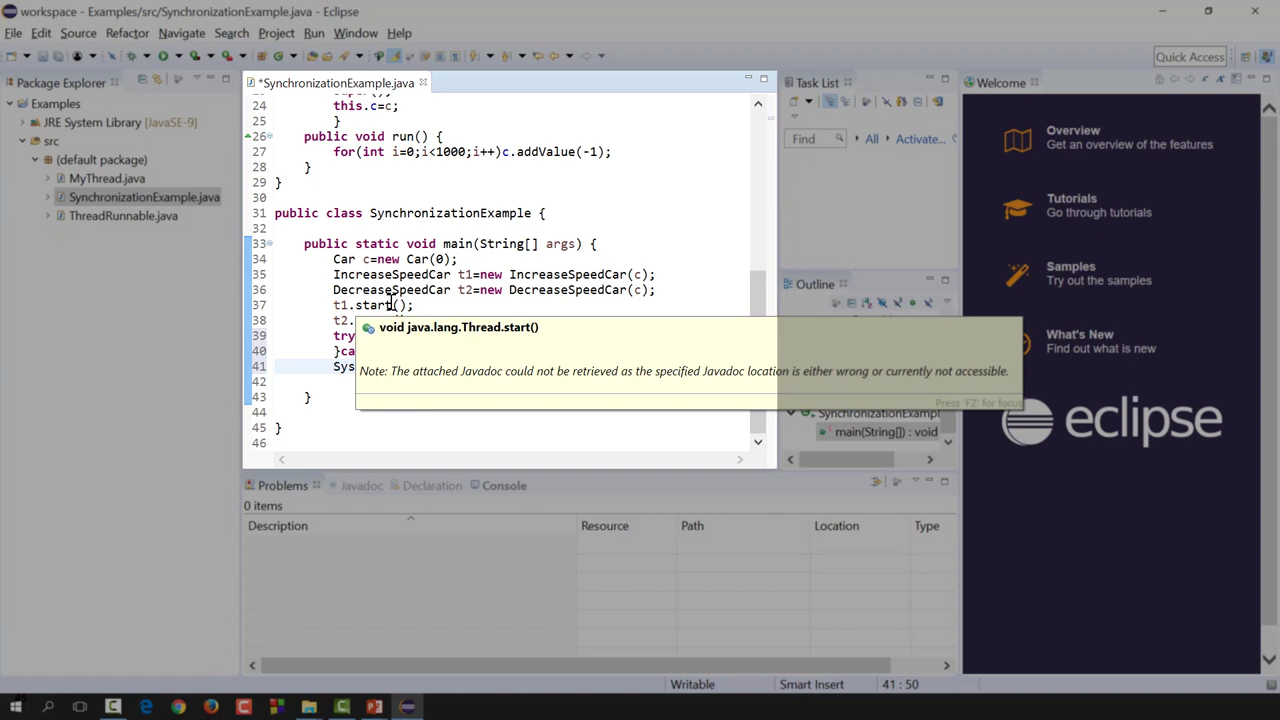 workspace - Examples/src/SynchronizationExample.java - Eclipse
File Edit Source Refactor Navigate Search Project Run Window Help
Quick Access
Package Explorer
Examples
JRE System Library [JavaSE-9]
src
(default package)
MyThread.java
SynchronizationExample.java
ThreadRunnable.java
*SynchronizationExample.java
24 this.c=c;
25 }
26 public void run() {
27 for(int i=0;i<1000;i++)c.addValue(-1);
28 }
29 }
30
31 public class SynchronizationExample {
32
33 public static void main(String[] args) {
34 Car c=new Car(0);
35 IncreaseSpeedCar t1=new IncreaseSpeedCar(c);
36 DecreaseSpeedCar t2=new DecreaseSpeedCar(c);
37 t1.start();
38 t2.
39 try
40 }ca
41 Sys
42
43 }
44
45 }
46
void java.lang.Thread.start()
Note: The attached Javadoc could not be retrieved as the specified Javadoc location is either wrong or currently not accessible.
Press 'F2' for focus
Task List
Find All Activate...
Outline
SynchronizationExampl
main(String[]) : void
Welcome
Overview
Get an overview of the features
Tutorials
Go through tutorials
Samples
Try out the samples
What's New
Find out what is new
eclipse
Problems Javadoc Declaration Console
0 items
Description Resource Path Location Type
Writable Smart Insert 41 : 50